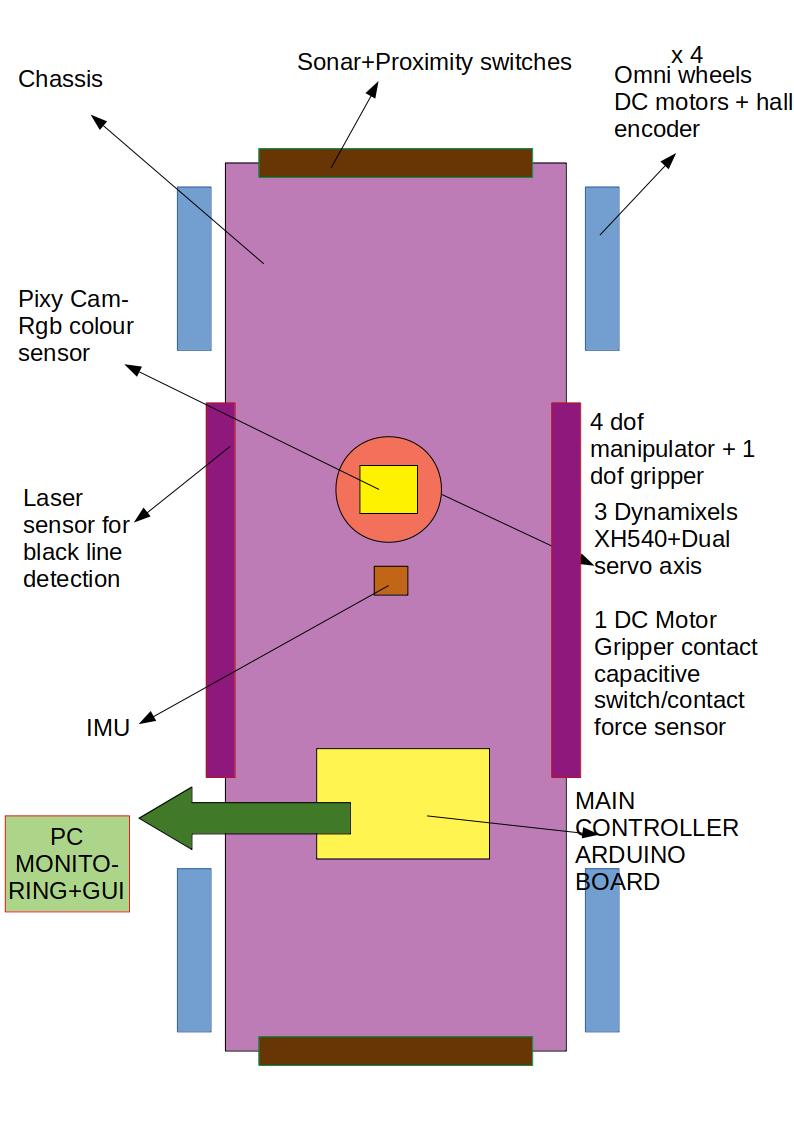 Chassis
Sonar+Proximity switches
x 4
Omni wheels
DC motors + hall
encoder
Pixy Cam-
Rgb colour
sensor
Laser
sensor for
black line
detection
4 dof
manipulator + 1
dof gripper
3 Dynamixels
XH540+Dual
servo axis
1 DC Motor
Gripper contact
capacitive
switch/contact
force sensor
IMU
MAIN
CONTROLLER
ARDUINO
BOARD
PC
MONITO-
RING+GUI